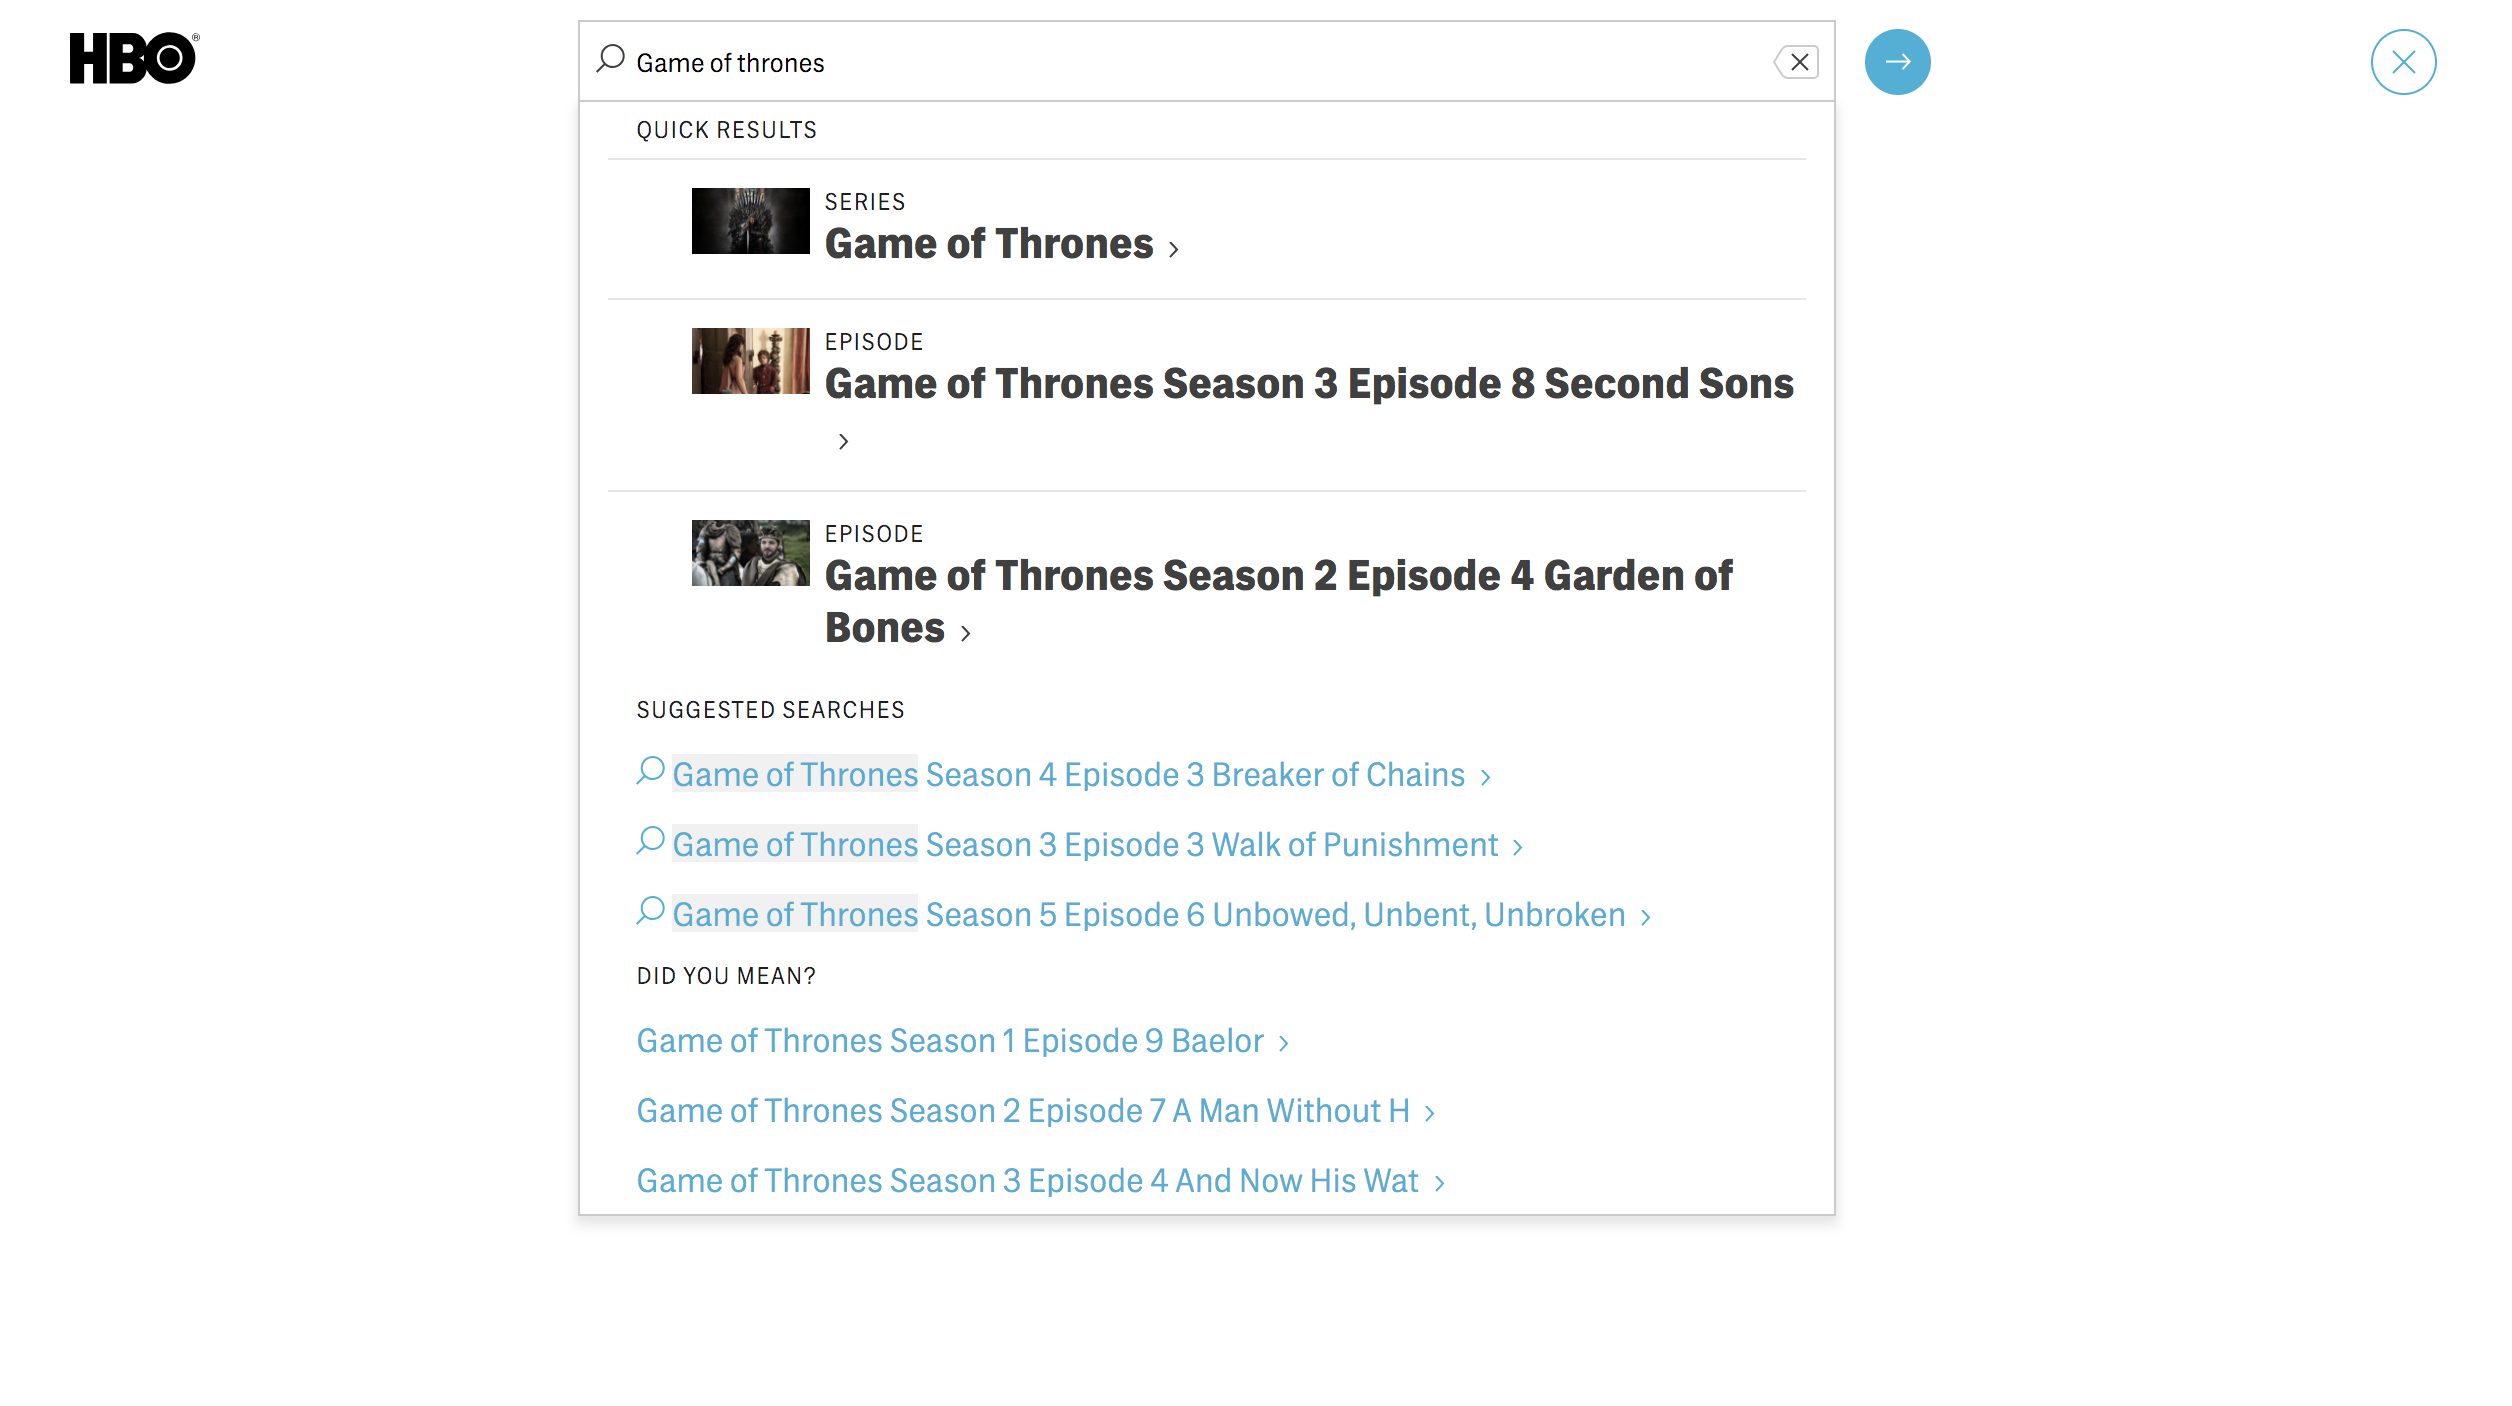 HBO®
Game of thrones
QUICK RESULTS
SERIES
Game of Thrones
EPISODE
Game of Thrones Season 3 Episode 8 Second Sons
EPISODE
Game of Thrones Season 2 Episode 4 Garden of
Bones
SUGGESTED SEARCHES
Game of Thrones Season 4 Episode 3 Breaker of Chains
Game of Thrones Season 3 Episode 3 Walk of Punishment
Game of Thrones Season 5 Episode 6 Unbowed, Unbent, Unbroken
DID YOU MEAN?
Game of Thrones Season 1 Episode 9 Baelor
Game of Thrones Season 2 Episode 7 A Man Without H
Game of Thrones Season 3 Episode 4 And Now His Wat